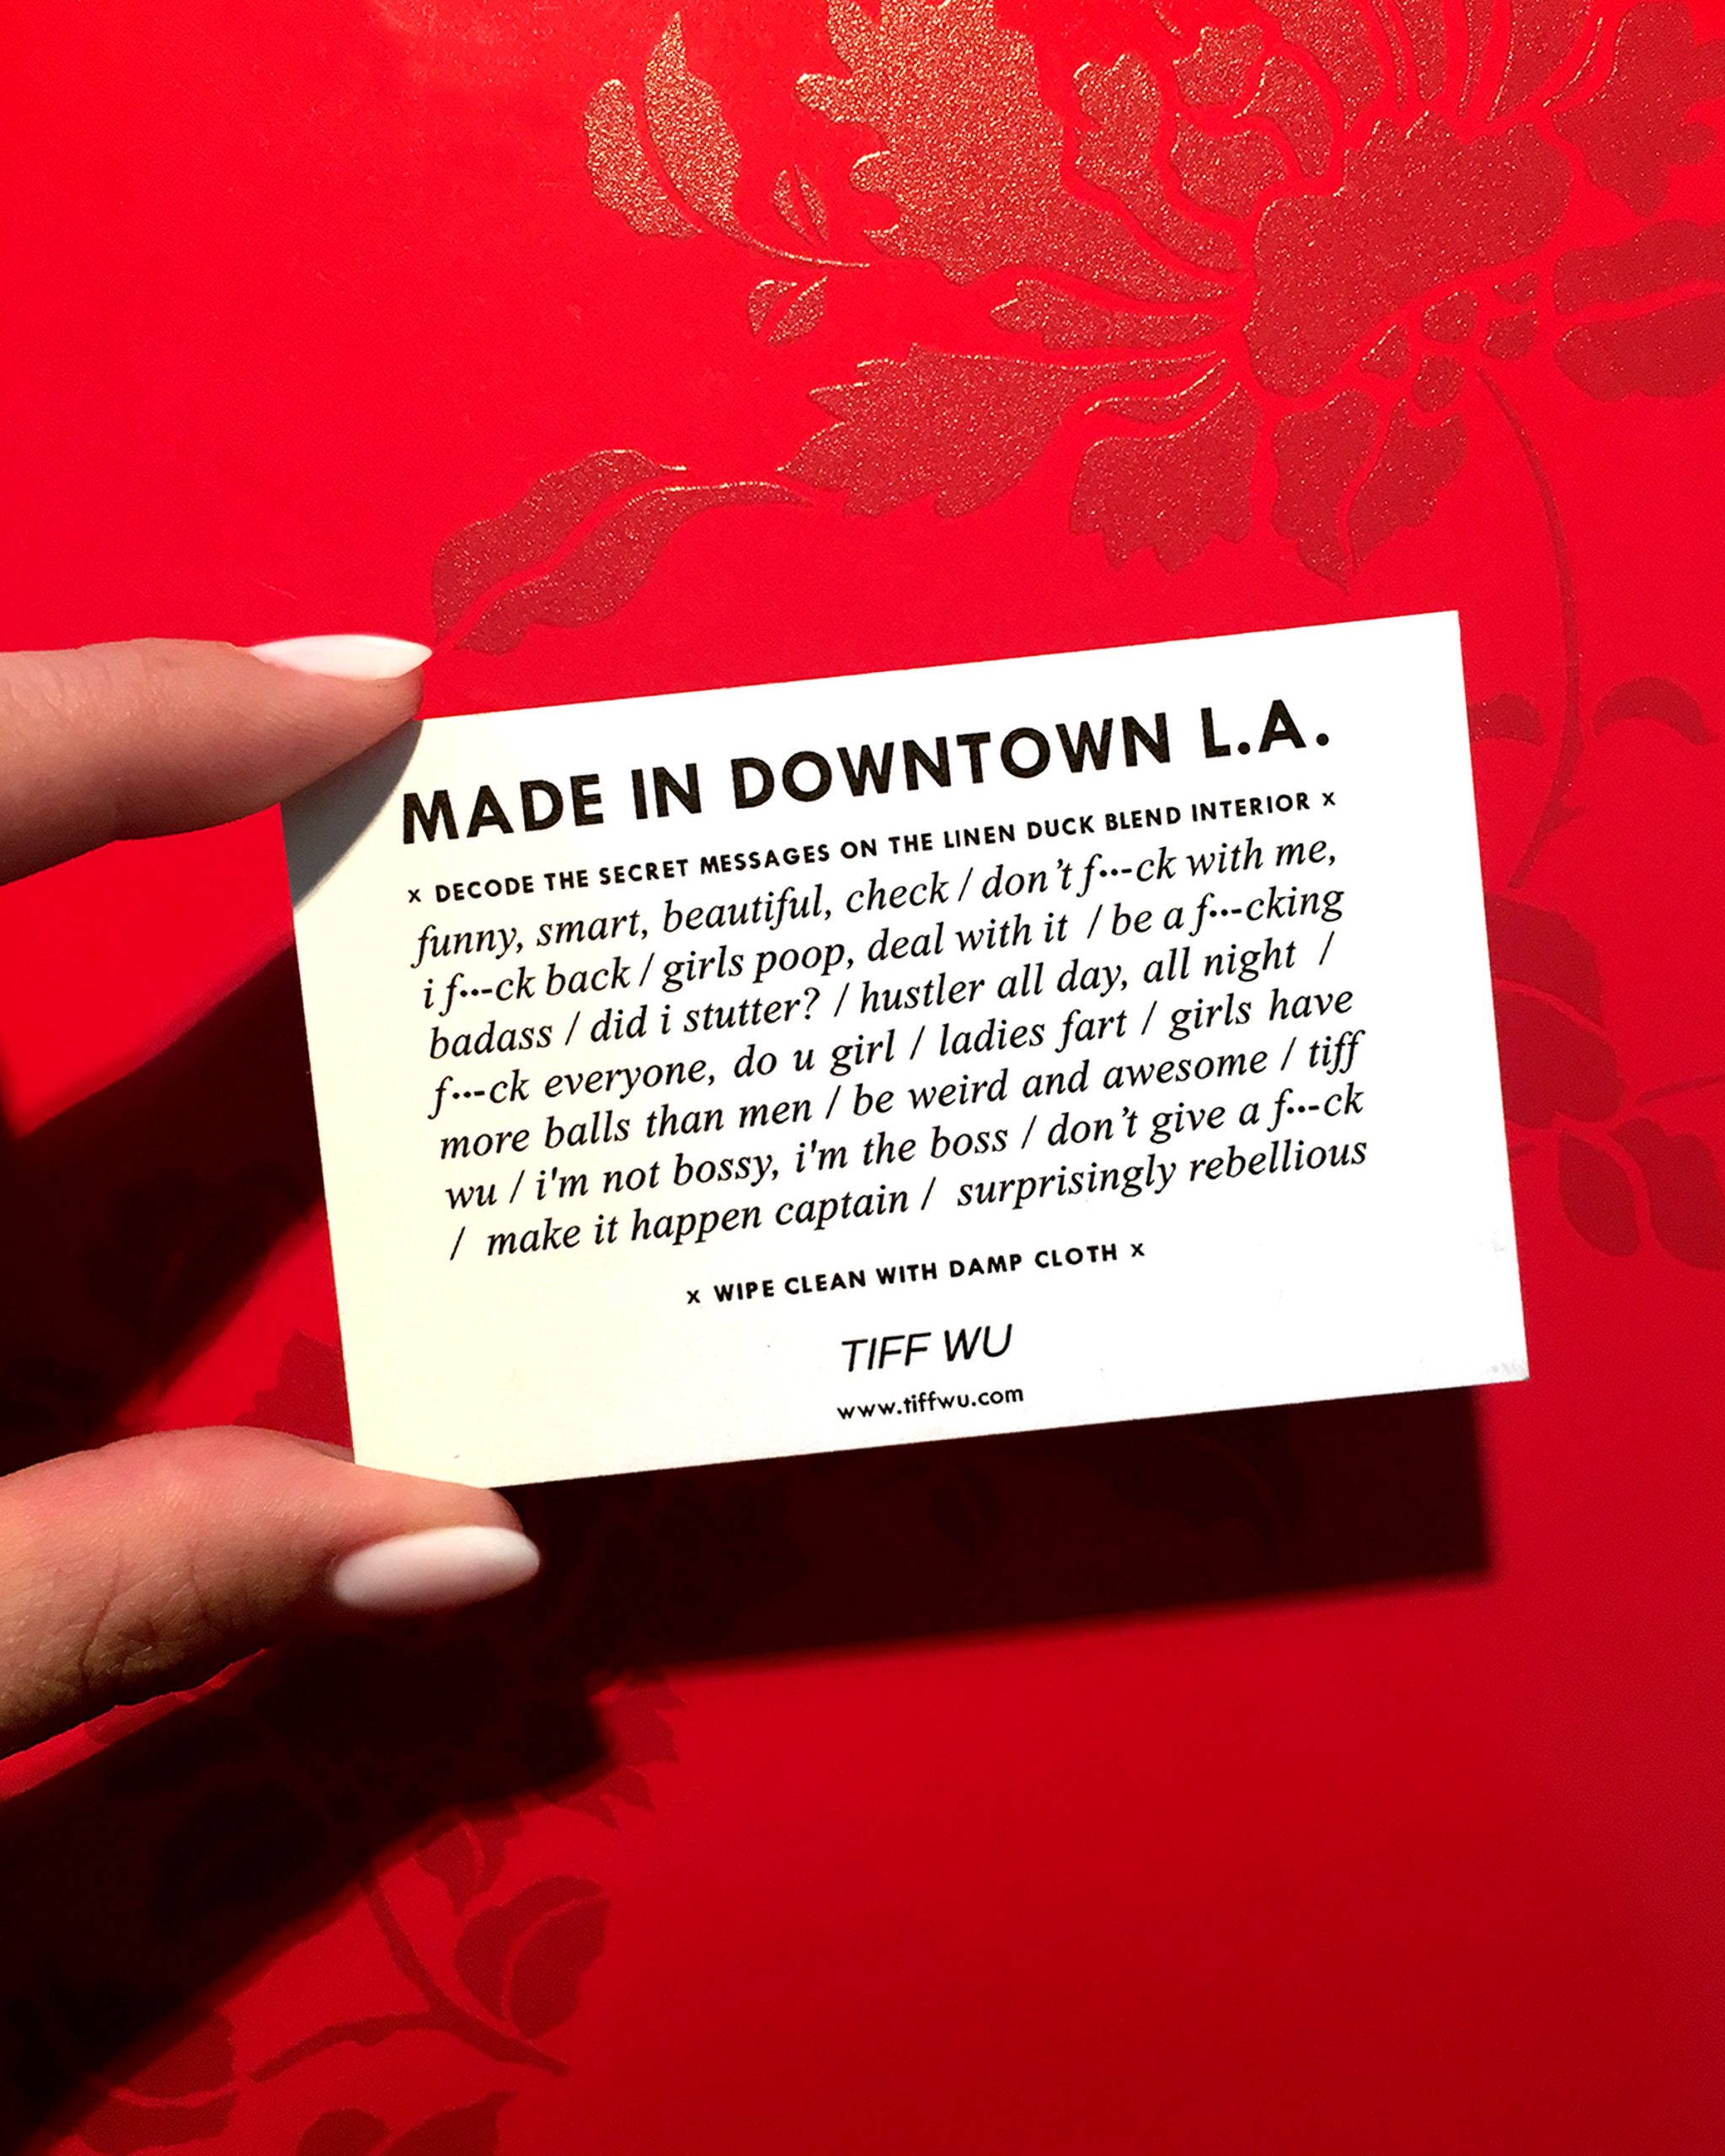 MADE IN DOWNTOWN L.A.
x DECODE THE SECRET MESSAGES ON THE LINEN DUCK BLEND INTERIOR x
funny, smart, beautiful, check / don’t f··-ck with me,
i f··-ck back / girls poop, deal with it / be a f··-cking
badass / did i stutter? / hustler all day, all night /
f··-ck everyone, do u girl / ladies fart / girls have
more balls than men / be weird and awesome / tiff
wu / i'm not bossy, i'm the boss / don’t give a f··-ck
/ make it happen captain / surprisingly rebellious
x WIPE CLEAN WITH DAMP CLOTH x
TIFF WU
www.tiffwu.com